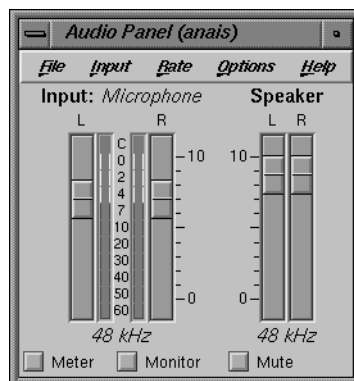 Audio Panel (anais)
File Input Rate Options Help
Input: Microphone Speaker
L R L R
C
0
2
4
7
10
20
30
40
50
60
10 10
0 0
48 kHz 48 kHz
Meter Monitor Mute